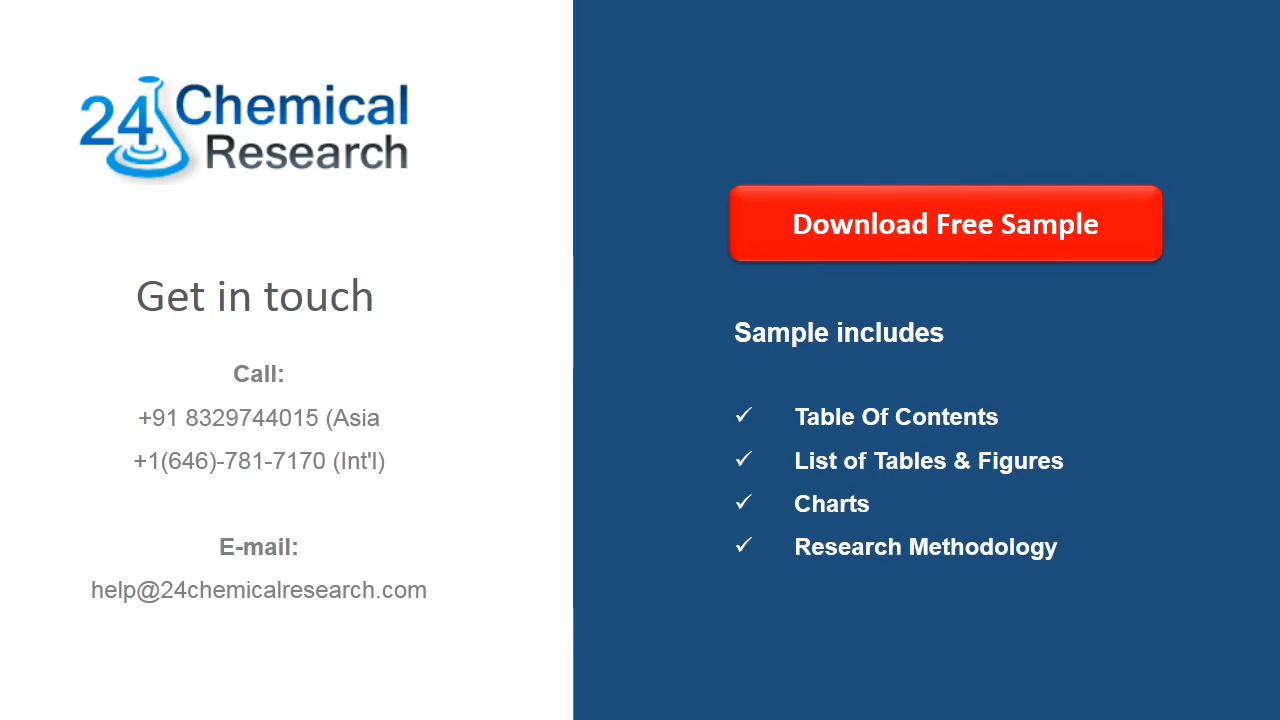 24 Chemical
Research
Get in touch
Call:
+91 8329744015 (Asia
+1(646)-781-7170 (Int'l)
E-mail:
help@24chemicalresearch.com
Download Free Sample
Sample includes
✓ Table Of Contents
✓ List of Tables & Figures
✓ Charts
✓ Research Methodology